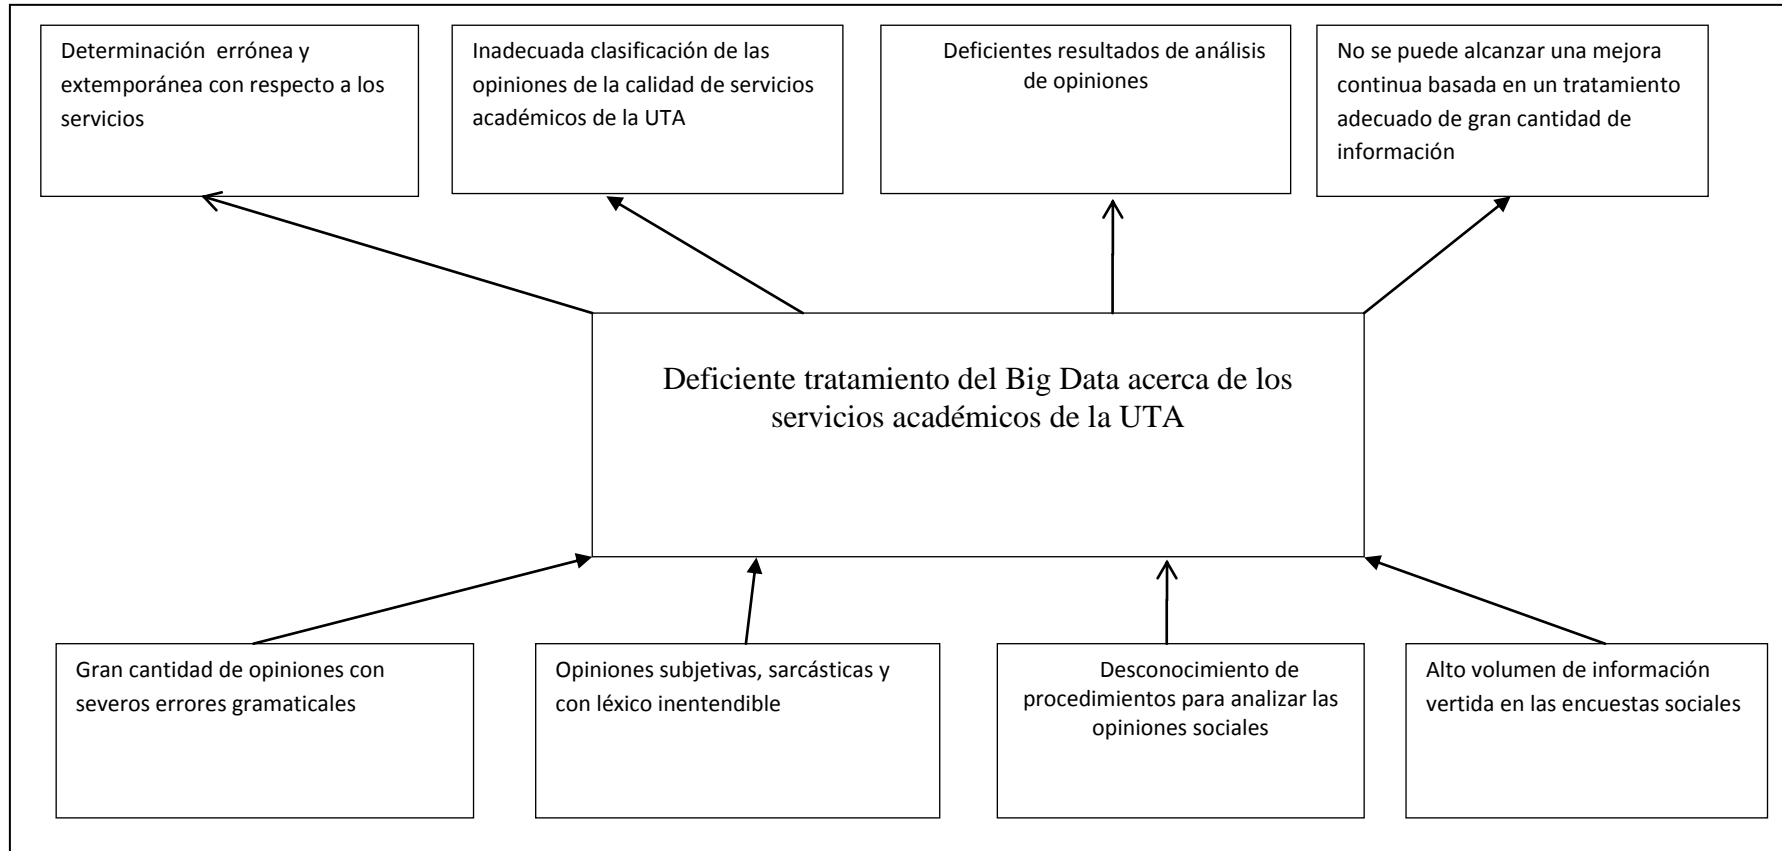 Determinación  errónea y
extemporánea con respecto a los
servicios
Inadecuada clasificación de las
opiniones de la calidad de servicios
académicos de la UTA
Deficientes resultados de análisis
de opiniones
No se puede alcanzar una mejora
continua basada en un tratamiento
adecuado de gran cantidad de
información
Deficiente tratamiento del Big Data acerca de los
servicios académicos de la UTA
Gran cantidad de opiniones con
severos errores gramaticales
Opiniones subjetivas, sarcásticas y
con léxico inentendible
Desconocimiento de
procedimientos para analizar las
opiniones sociales
Alto volumen de información
vertida en las encuestas sociales